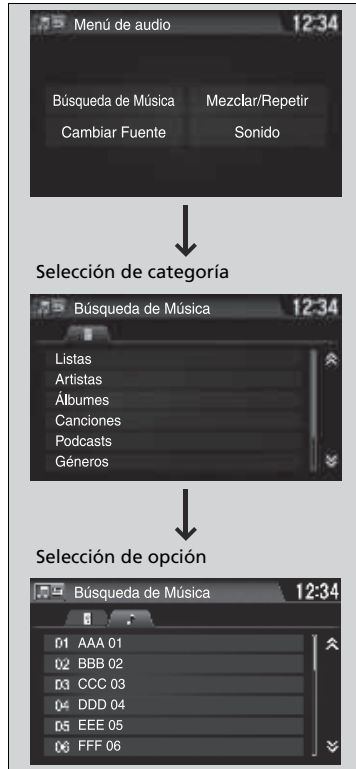 Menú de audio 12:34
Búsqueda de Música Mezclar/Repetir
Cambiar Fuente Sonido
Selección de categoría
Búsqueda de Música 12:34
Listas
Artistas
Álbumes
Canciones
Podcasts
Géneros
Selección de opción
Búsqueda de Música 12:34
01 AAA 01
02 BBB 02
03 CCC 03
04 DDD 04
05 EEE 05
06 FFF 06